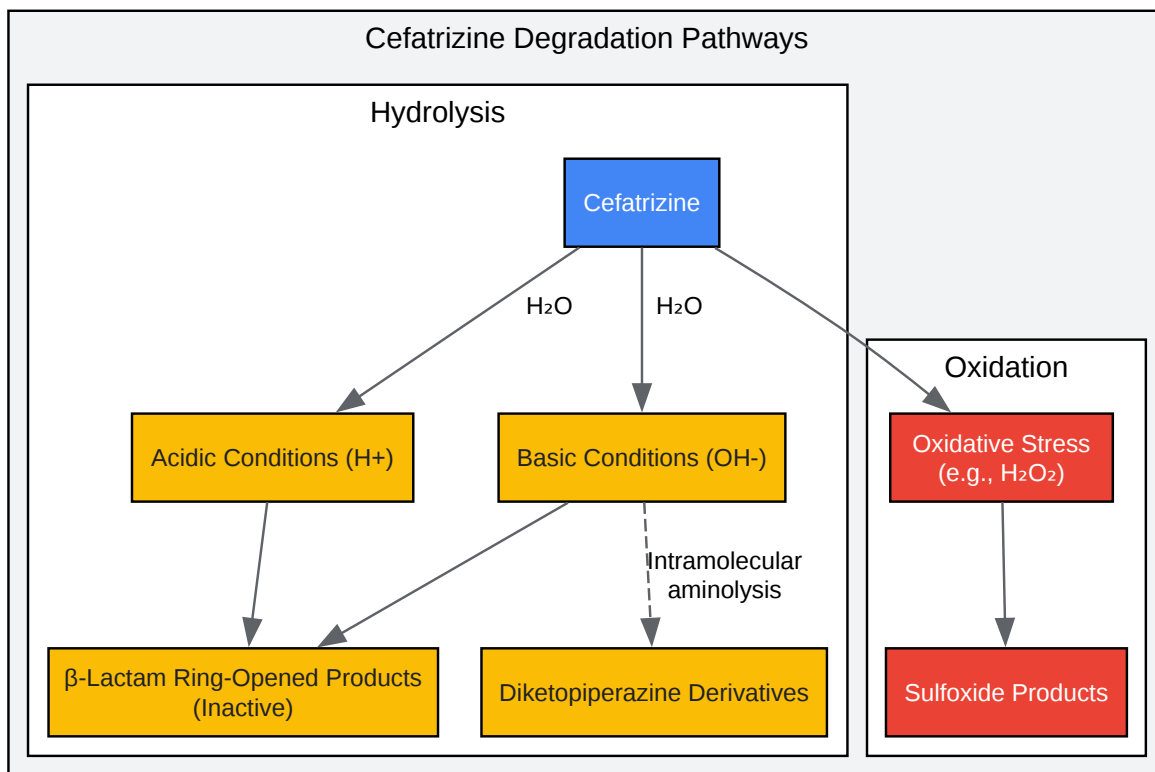 Cefatrizine Degradation Pathways
Hydrolysis
Cefatrizine
H₂O
H₂O
Oxidation
Acidic Conditions (H+)
Basic Conditions (OH-)
Oxidative Stress
(e.g., H₂O₂)
Intramolecular
aminolysis
β-Lactam Ring-Opened Products
(Inactive)
Diketopiperazine Derivatives
Sulfoxide Products